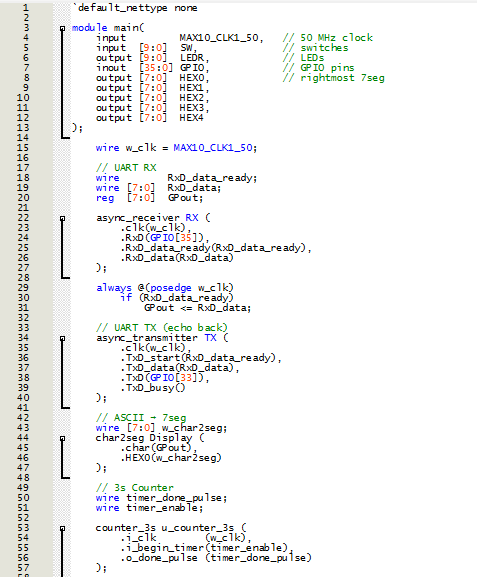 1 `default_nettype none
2
3 module main(
4 input MAX10_CLK1_50, // 50 MHz clock
5 input [9:0] SW, // switches
6 output [9:0] LEDR, // LEDs
7 inout [35:0] GPIO, // GPIO pins
8 output [7:0] HEX0, // rightmost 7seg
9 output [7:0] HEX1,
10 output [7:0] HEX2,
11 output [7:0] HEX3,
12 output [7:0] HEX4
13 );
14
15 wire w_clk = MAX10_CLK1_50;
16
17 // UART RX
18 wire RxD_data_ready;
19 wire [7:0] RxD_data;
20 reg [7:0] GPout;
21
22 async_receiver RX (
23 .clk(w_clk),
24 .RxD(GPIO[35]),
25 .RxD_data_ready(RxD_data_ready),
26 .RxD_data(RxD_data)
27 );
28
29 always @(posedge w_clk)
30 if (RxD_data_ready)
31 GPout <= RxD_data;
32
33 // UART TX (echo back)
34 async_transmitter TX (
35 .clk(w_clk),
36 .TxD_start(RxD_data_ready),
37 .TxD_data(RxD_data),
38 .TxD(GPIO[33]),
39 .TxD_busy()
40 );
41
42 // ASCII → 7seg
43 wire [7:0] w_char2seg;
44 char2seg Display (
45 .char(GPout),
46 .HEX0(w_char2seg)
47 );
48
49 // 3s Counter
50 wire timer_done_pulse;
51 wire timer_enable;
52
53 counter_3s u_counter_3s (
54 .i_clk (w_clk),
55 .i_begin_timer(timer_enable),
56 .o_done_pulse (timer_done_pulse)
57 );